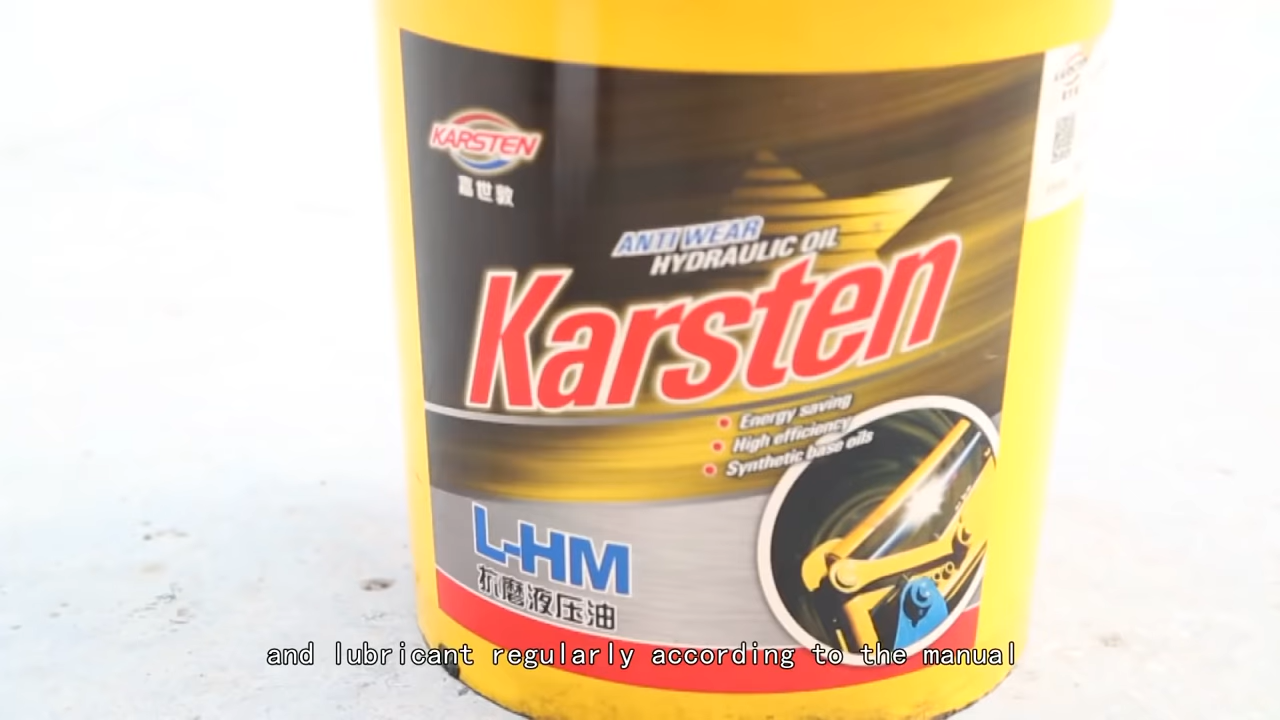 KARSTEN
嘉世敦
ANTI WEAR
HYDRAULIC OIL
Karsten
Energy saving
High efficiency
Synthetic base oils
L-HM
抗磨液压油
and lubricant regularly according to the manual